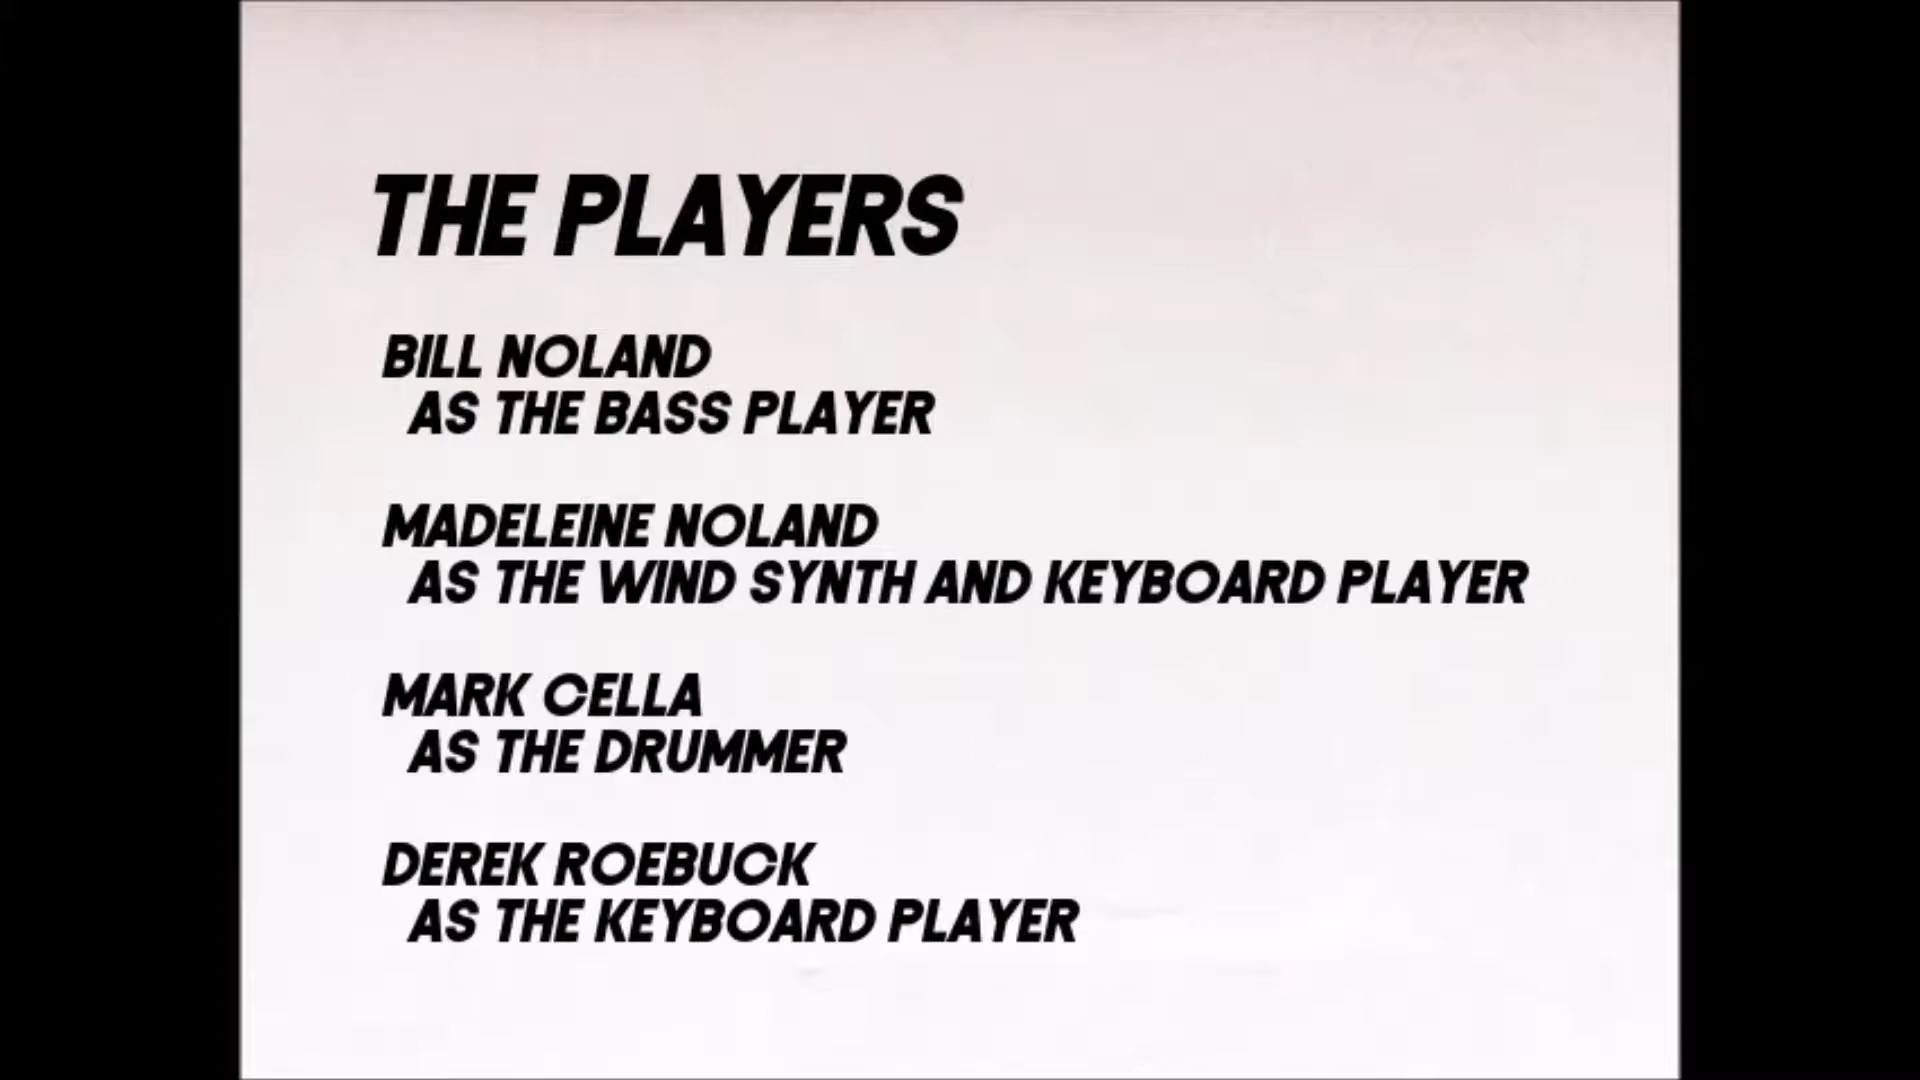 THE PLAYERS
BILL NOLAND
AS THE BASS PLAYER
MADELEINE NOLAND
AS THE WIND SYNTH AND KEYBOARD PLAYER
MARK CELLA
AS THE DRUMMER
DEREK ROEBUCK
AS THE KEYBOARD PLAYER